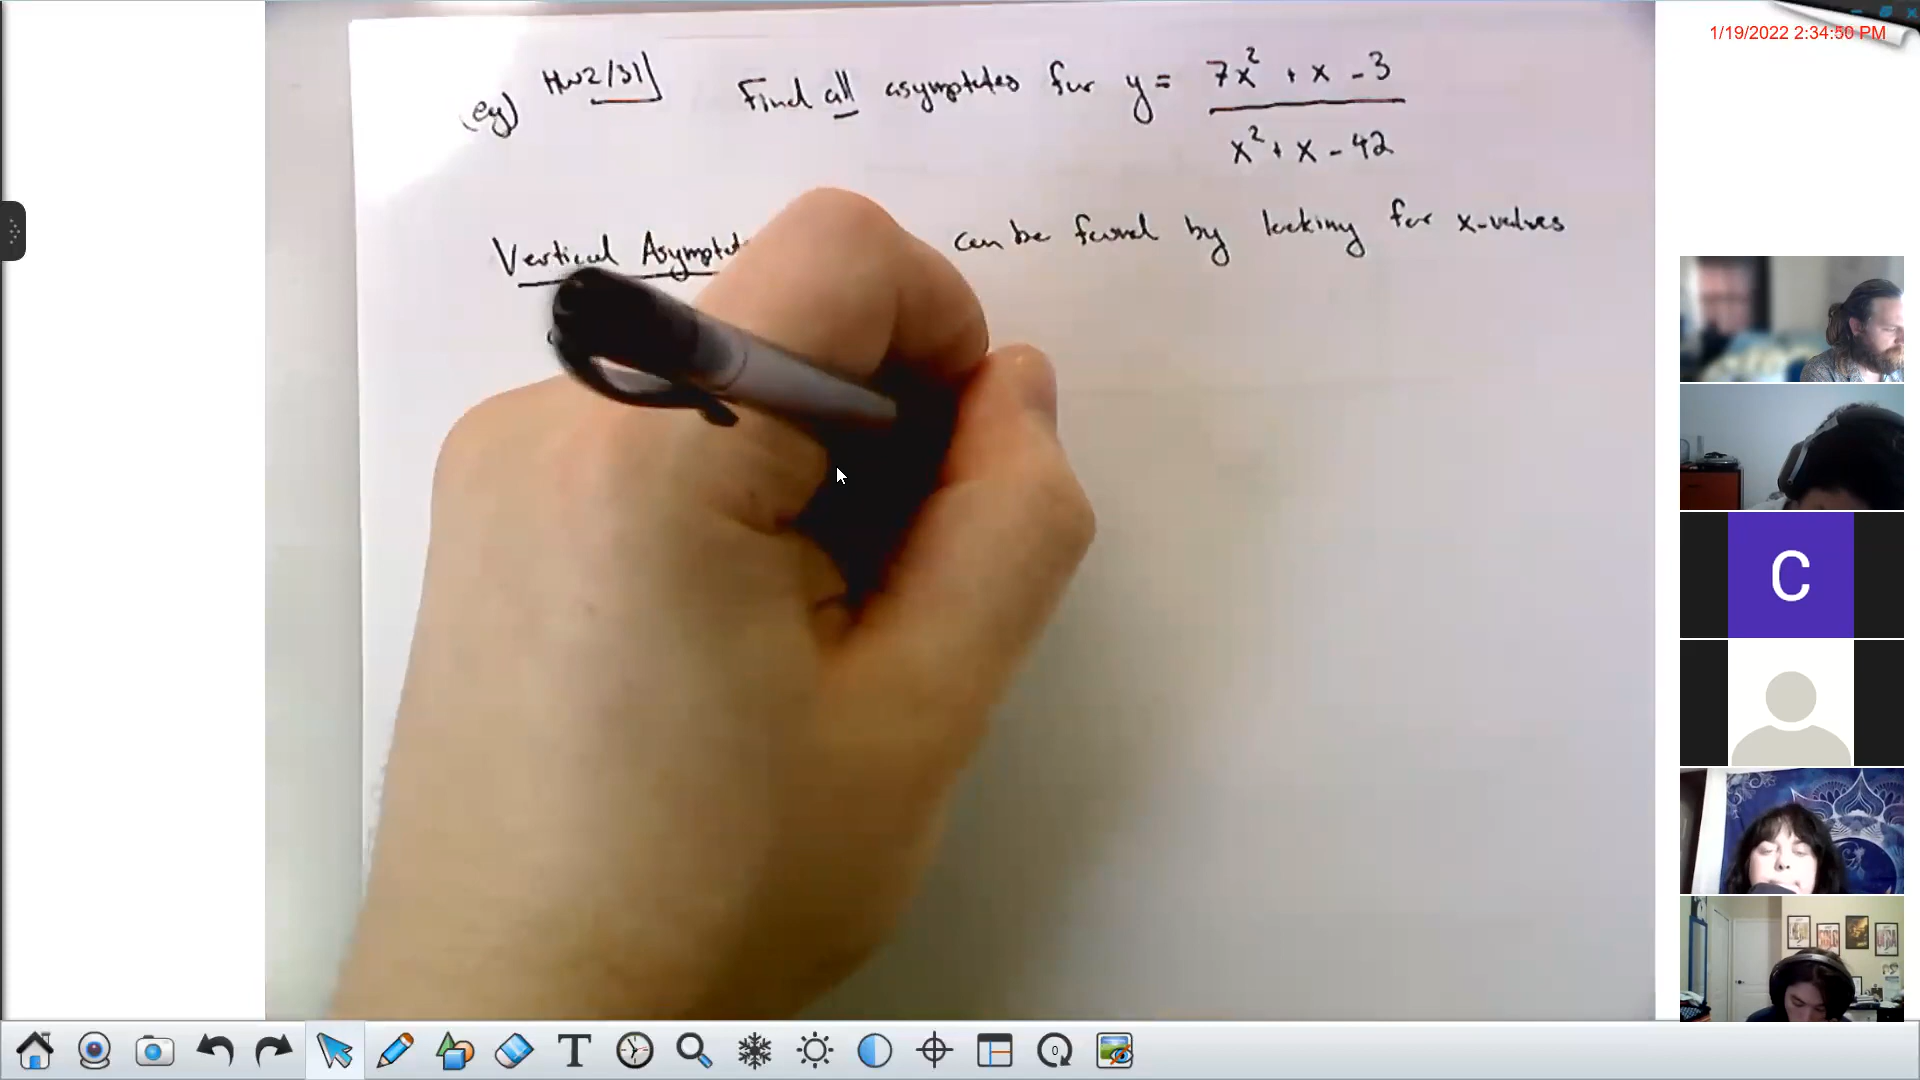 1/19/2022 2:34:50 PM
(eg) HW2/31] Find all asymptotes for y = 7x² + x - 3
x² + x - 42
Vertical can be found by looking for x-values
C
0